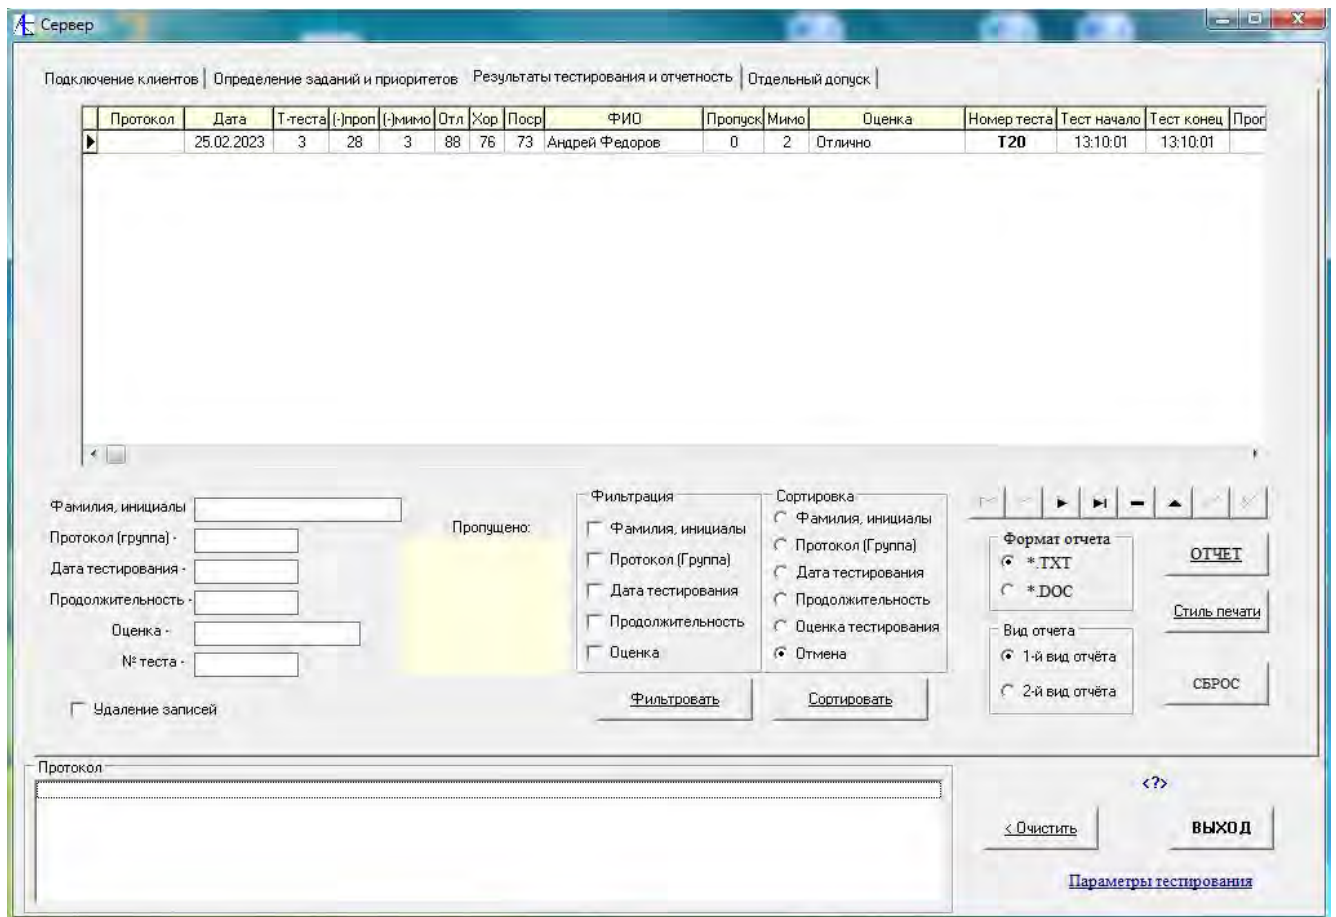 Сервер
Подключение клиентов Определение заданий и приоритетов Результаты тестирования и отчетность Отдельный допуск
Протокол Дата Т-теста (-)проп (-)мимо Отл Хор Поср ФИО Пропуск Мимо Оценка Номер теста Тест начало Тест конец Прог
25.02.2023 3 28 3 88 76 73 Андрей Федоров 0 2 Отлично Т20 13:10:01 13:10:01
Фамилия, инициалы
Протокол (группа) -
Дата тестирования -
Продолжительность -
Оценка -
№ теста -
Удаление записей
Пропущено:
Фильтрация
Фамилия, инициалы
Протокол (Группа)
Дата тестирования
Продолжительность
Оценка
Фильтровать
Сортировка
Фамилия, инициалы
Протокол (Группа)
Дата тестирования
Продолжительность
Оценка тестирования
Отмена
Сортировать
Формат отчета
*.TXT
*.DOC
Вид отчета
1-й вид отчёта
2-й вид отчёта
ОТЧЕТ
Стиль печати
СБРОС
Протокол
<?>
< Очистить
ВЫХОД
Параметры тестирования